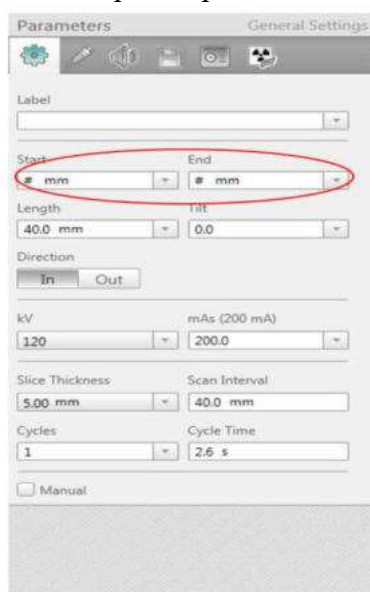 Parameters General Settings
Label
Start End
# mm # mm
Length Tilt
40.0 mm 0.0
Direction
In Out
kV mAs (200 mA)
120 200.0
Slice Thickness Scan Interval
5.00 mm 40.0 mm
Cycles Cycle Time
1 2.6 s
Manual